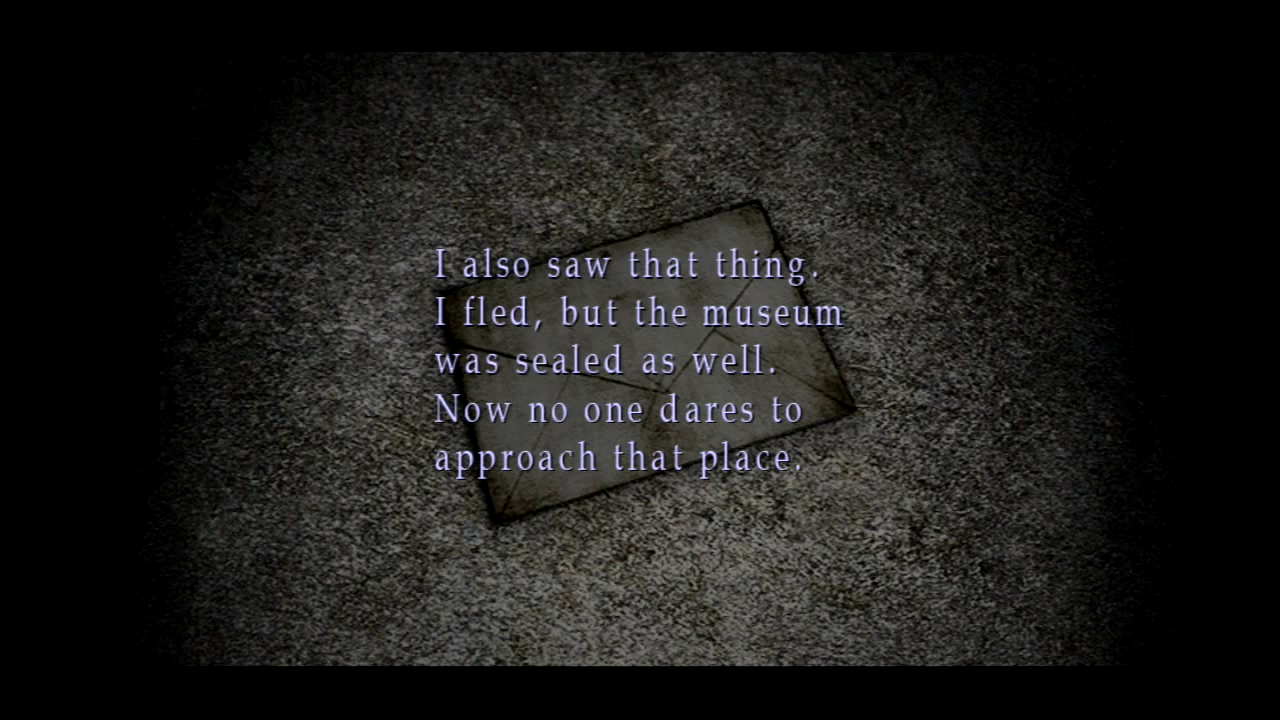 I also saw that thing.
I fled, but the museum
was sealed as well.
Now no one dares to
approach that place.